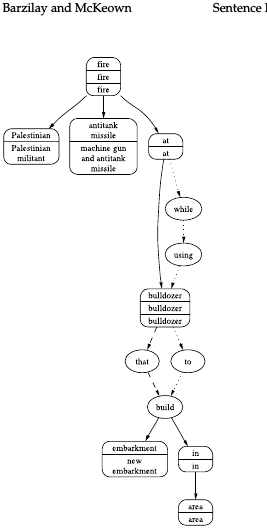 Barzilay and McKeown Sentence
fire
fire
fire
Palestinian
Palestinian
militant
antitank
missile
machine gun
and antitank
missile
at
at
while
using
bulldozer
bulldozer
bulldozer
that
to
build
embarkment
new
embarkment
in
in
area
area